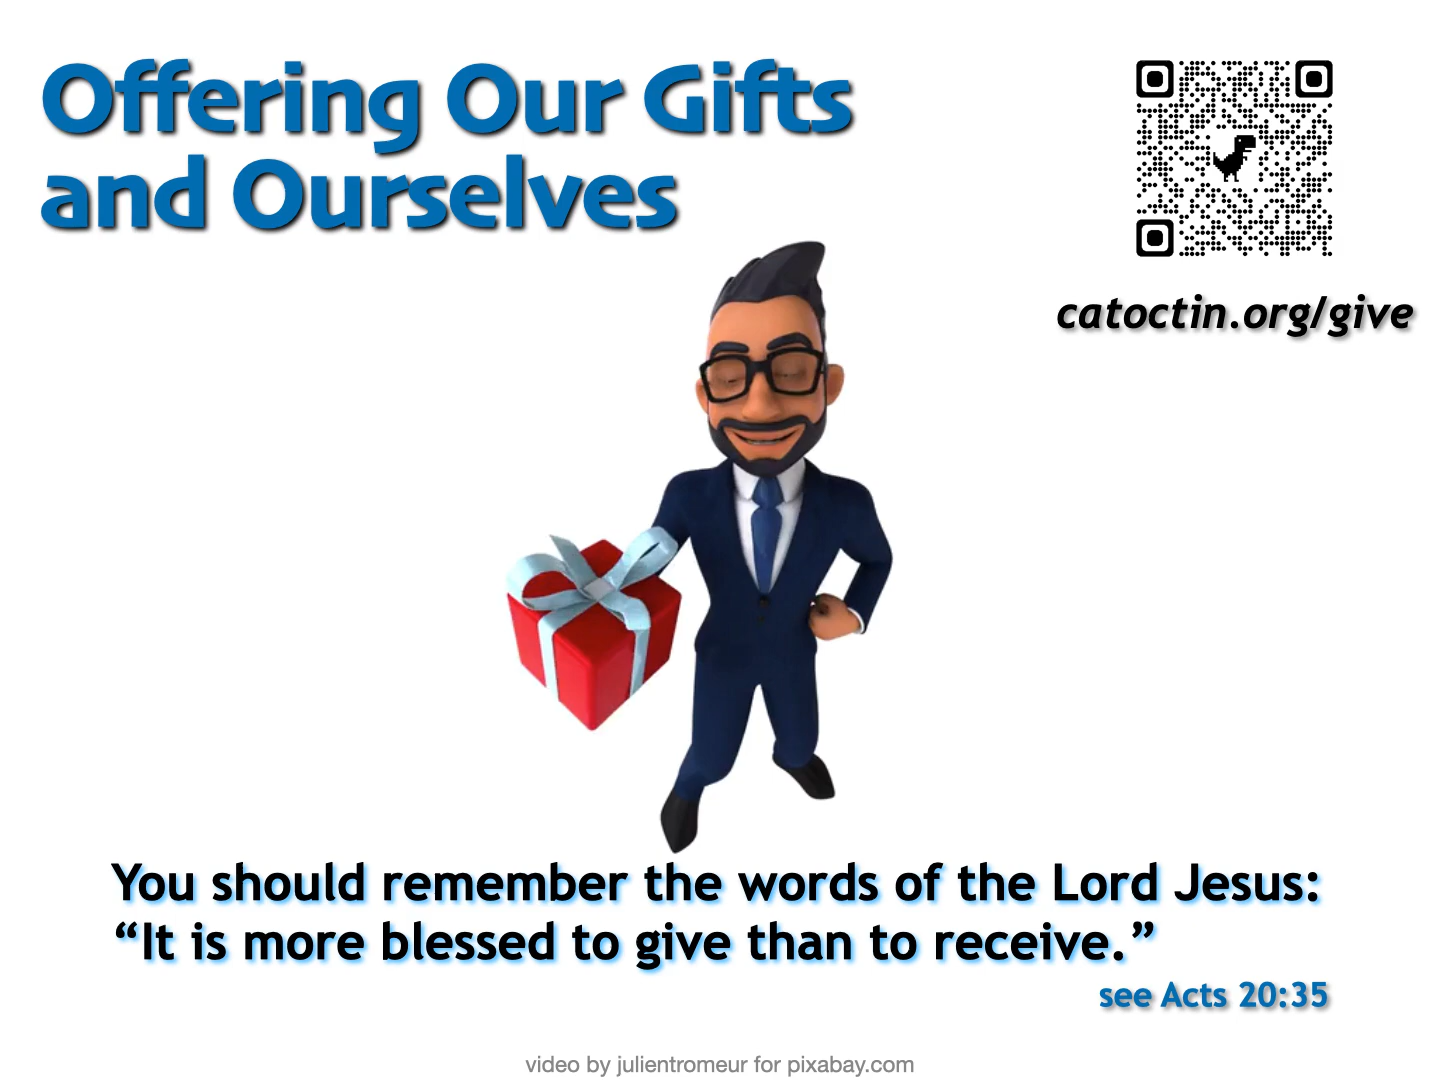 Offering Our Gifts
and Ourselves
catoctin.org/give
You should remember the words of the Lord Jesus:
“It is more blessed to give than to receive.”
see Acts 20:35
video by julientromeur for pixabay.com